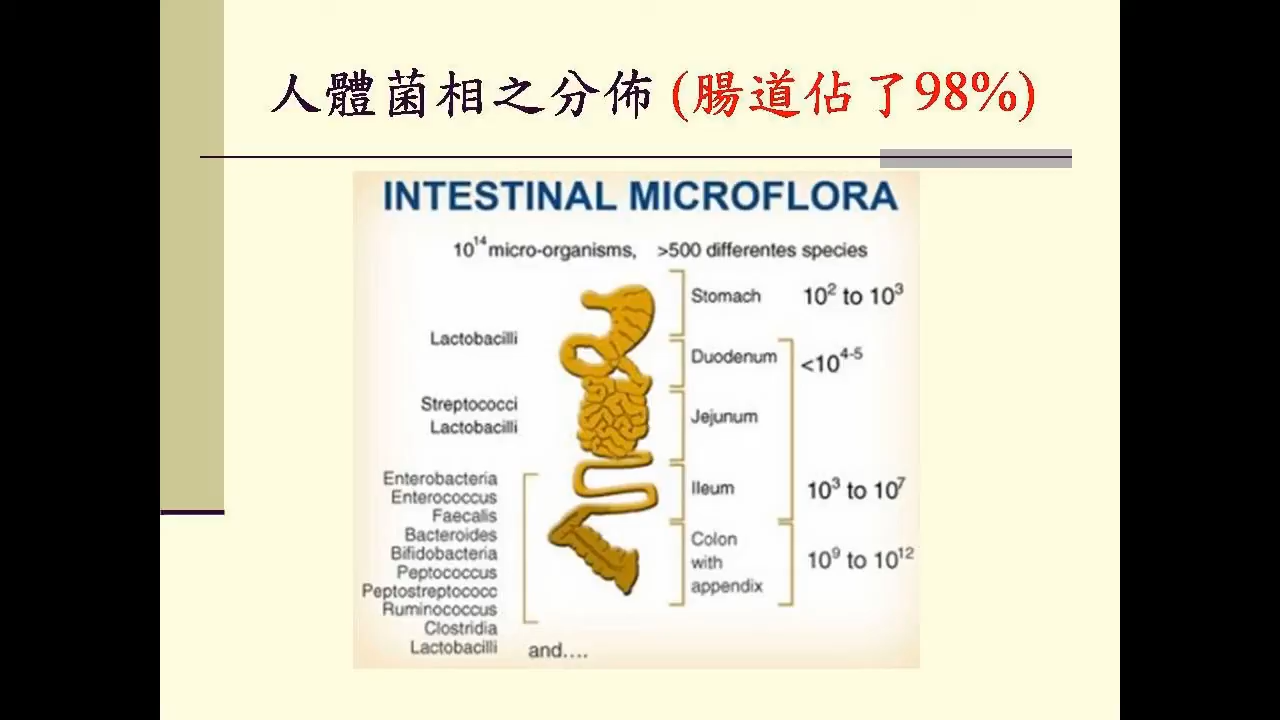 人體菌相之分佈 (腸道佔了98%)
INTESTINAL MICROFLORA
10^14 micro-organisms, >500 differentes species
Stomach 10^2 to 10^3
Lactobacilli
Duodenum <10^4-5
Streptococci
Lactobacilli
Jejunum
Ileum 10^3 to 10^7
Enterobacteria
Enterococcus
Faecalis
Bacteroides
Bifidobacteria
Peptococcus
Peptostreptococc
Ruminococcus
Clostridia
Lactobacilli
Colon
with
appendix
10^9 to 10^12
and....